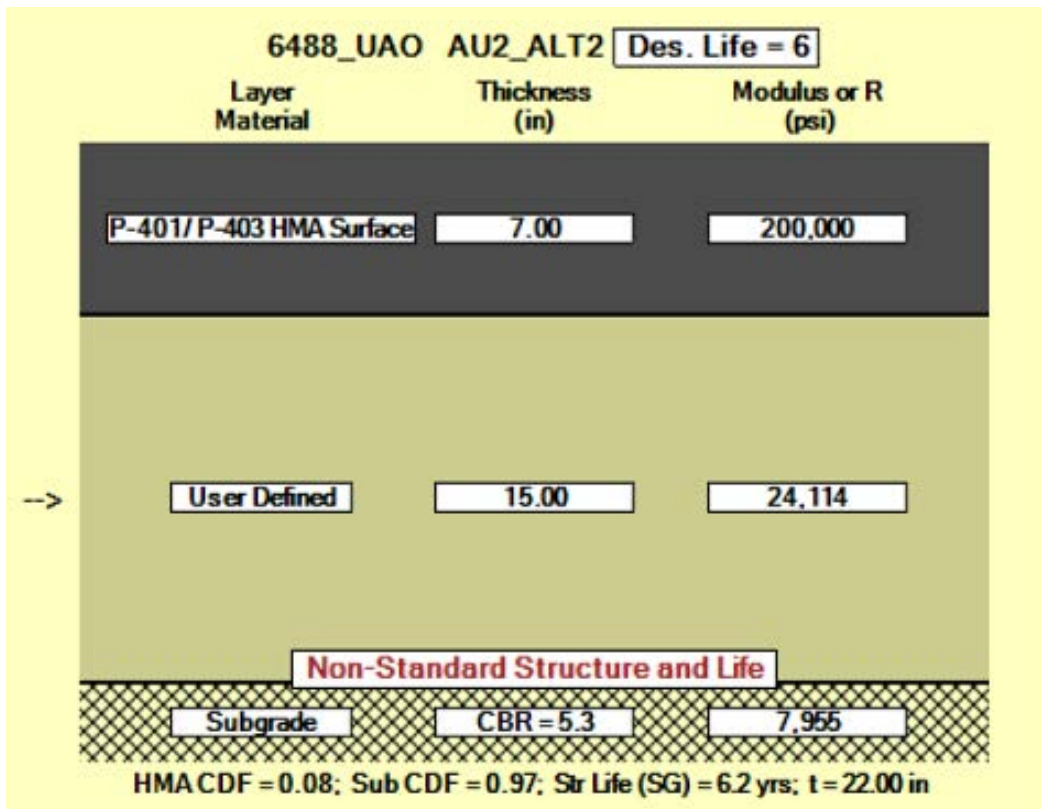 6488_UAO AU2_ALT2 Des. Life = 6
Layer Material Thickness (in) Modulus or R (psi)
P-401/ P-403 HMA Surface 7.00 200,000
--> User Defined 15.00 24,114
Non-Standard Structure and Life
Subgrade CBR = 5.3 7,955
HMA CDF = 0.08; Sub CDF = 0.97; Str Life (SG) = 6.2 yrs; t = 22.00 in